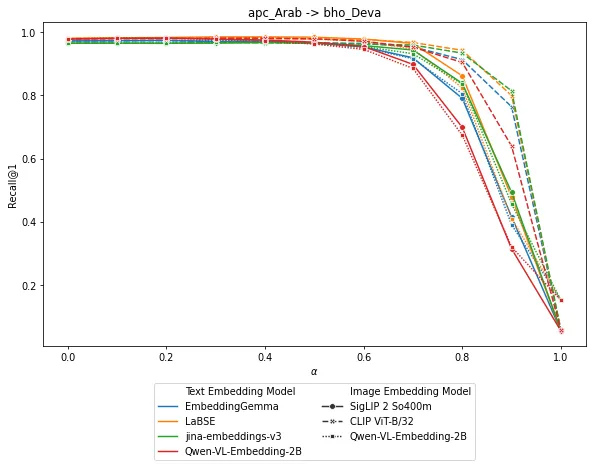 apc_Arab -> bho_Deva
Recall@1
1.0
0.8
0.6
0.4
0.2
0.0 0.2 0.4 0.6 0.8 1.0
α
Text Embedding Model
EmbeddingGemma
LaBSE
jina-embeddings-v3
Qwen-VL-Embedding-2B
Image Embedding Model
SigLIP 2 So400m
CLIP ViT-B/32
Qwen-VL-Embedding-2B